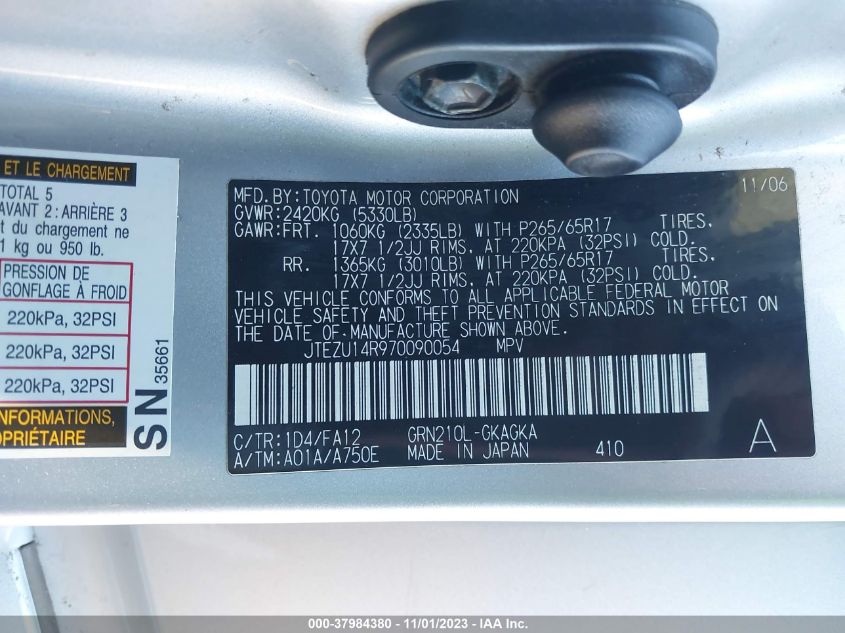 ET LE CHARGEMENT
TOTAL 5
AVANT 2: ARRIÈRE 3
t du chargement ne
1 kg ou 950 lb.
PRESSION DE
GONFLAGE À FROID
220kPa, 32PSI
220kPa, 32PSI
220kPa, 32PSI
INFORMATIONS,
OPRIÉTAIRE
SN 35661
MFD. BY: TOYOTA MOTOR CORPORATION 11/06
GVWR: 2420KG (5330LB)
GAWR: FRT. 1060KG (2335LB) WITH P265/65R17 TIRES.
17X7 1/2JJ RIMS. AT 220KPA (32PSI) COLD.
RR. 1365KG (3010LB) WITH P265/65R17 TIRES.
17X7 1/2JJ RIMS. AT 220KPA (32PSI) COLD.
THIS VEHICLE CONFORMS TO ALL APPLICABLE FEDERAL MOTOR
VEHICLE SAFETY AND THEFT PREVENTION STANDARDS IN EFFECT ON
THE DATE OF MANUFACTURE SHOWN ABOVE.
JTEZU14R970090054 MPV
C/TR: 1D4/FA12 GRN210L-GKAGKA
A/TM: A01A/A750E MADE IN JAPAN 410 A
000-37984380 - 11/01/2023 - IAA Inc.